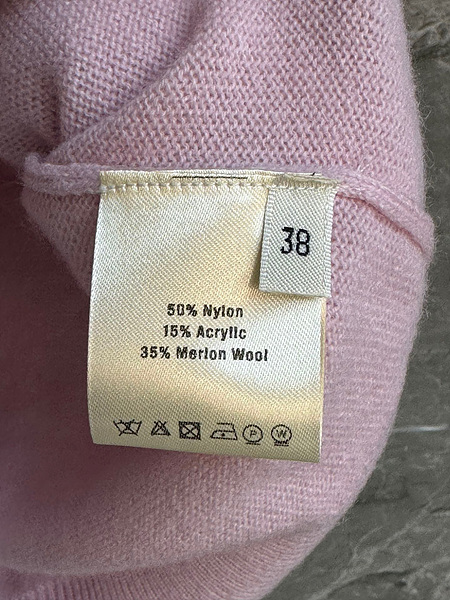 38
50% Nylon
15% Acrylic
35% Merion Wool
P
W